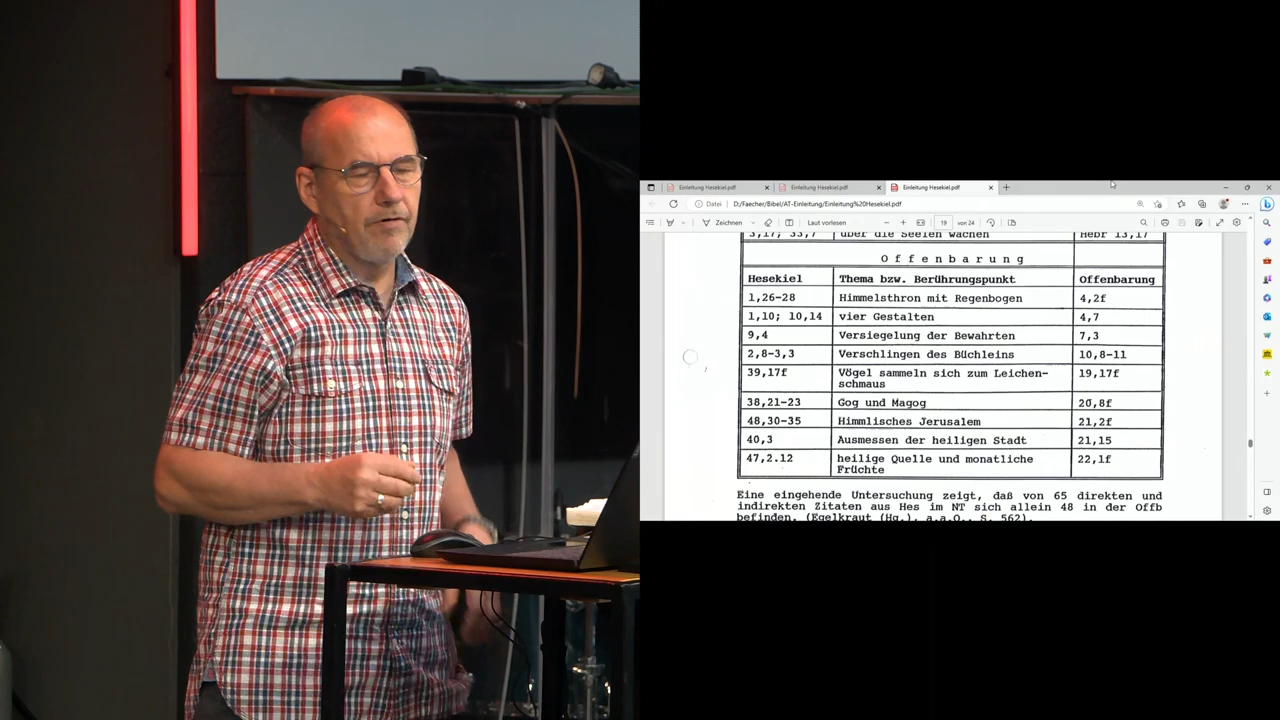 Einleitung Hesekiel.pdf
Einleitung Hesekiel.pdf
Einleitung Hesekiel.pdf
Datei D:/Faecher/Bibel/AT-Einleitung/Einleitung%20Hesekiel.pdf
Zeichnen Laut vorlesen 19 von 24
3,17; 33,7 über die Seelen wachen Hebr 13,17
Offenbarung
Hesekiel Thema bzw. Berührungspunkt Offenbarung
1,26-28 Himmelsthron mit Regenbogen 4,2f
1,10; 10,14 vier Gestalten 4,7
9,4 Versiegelung der Bewahrten 7,3
2,8-3,3 Verschlingen des Büchleins 10,8-11
39,17f Vögel sammeln sich zum Leichen- 19,17f
schmaus
38,21-23 Gog und Magog 20,8f
48,30-35 Himmlisches Jerusalem 21,2f
40,3 Ausmessen der heiligen Stadt 21,15
47,2.12 heilige Quelle und monatliche 22,1f
Früchte
Eine eingehende Untersuchung zeigt, daß von 65 direkten und
indirekten Zitaten aus Hes im NT sich allein 48 in der Offb
befinden. (Egelkraut (Hg.), a.a.O., S. 562).